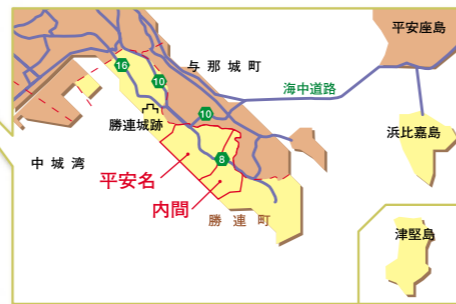 平安座島
与那城町
16
10
海中道路
10
勝連城跡
浜比嘉島
中城湾
8
平安名
内間
勝連町
津堅島